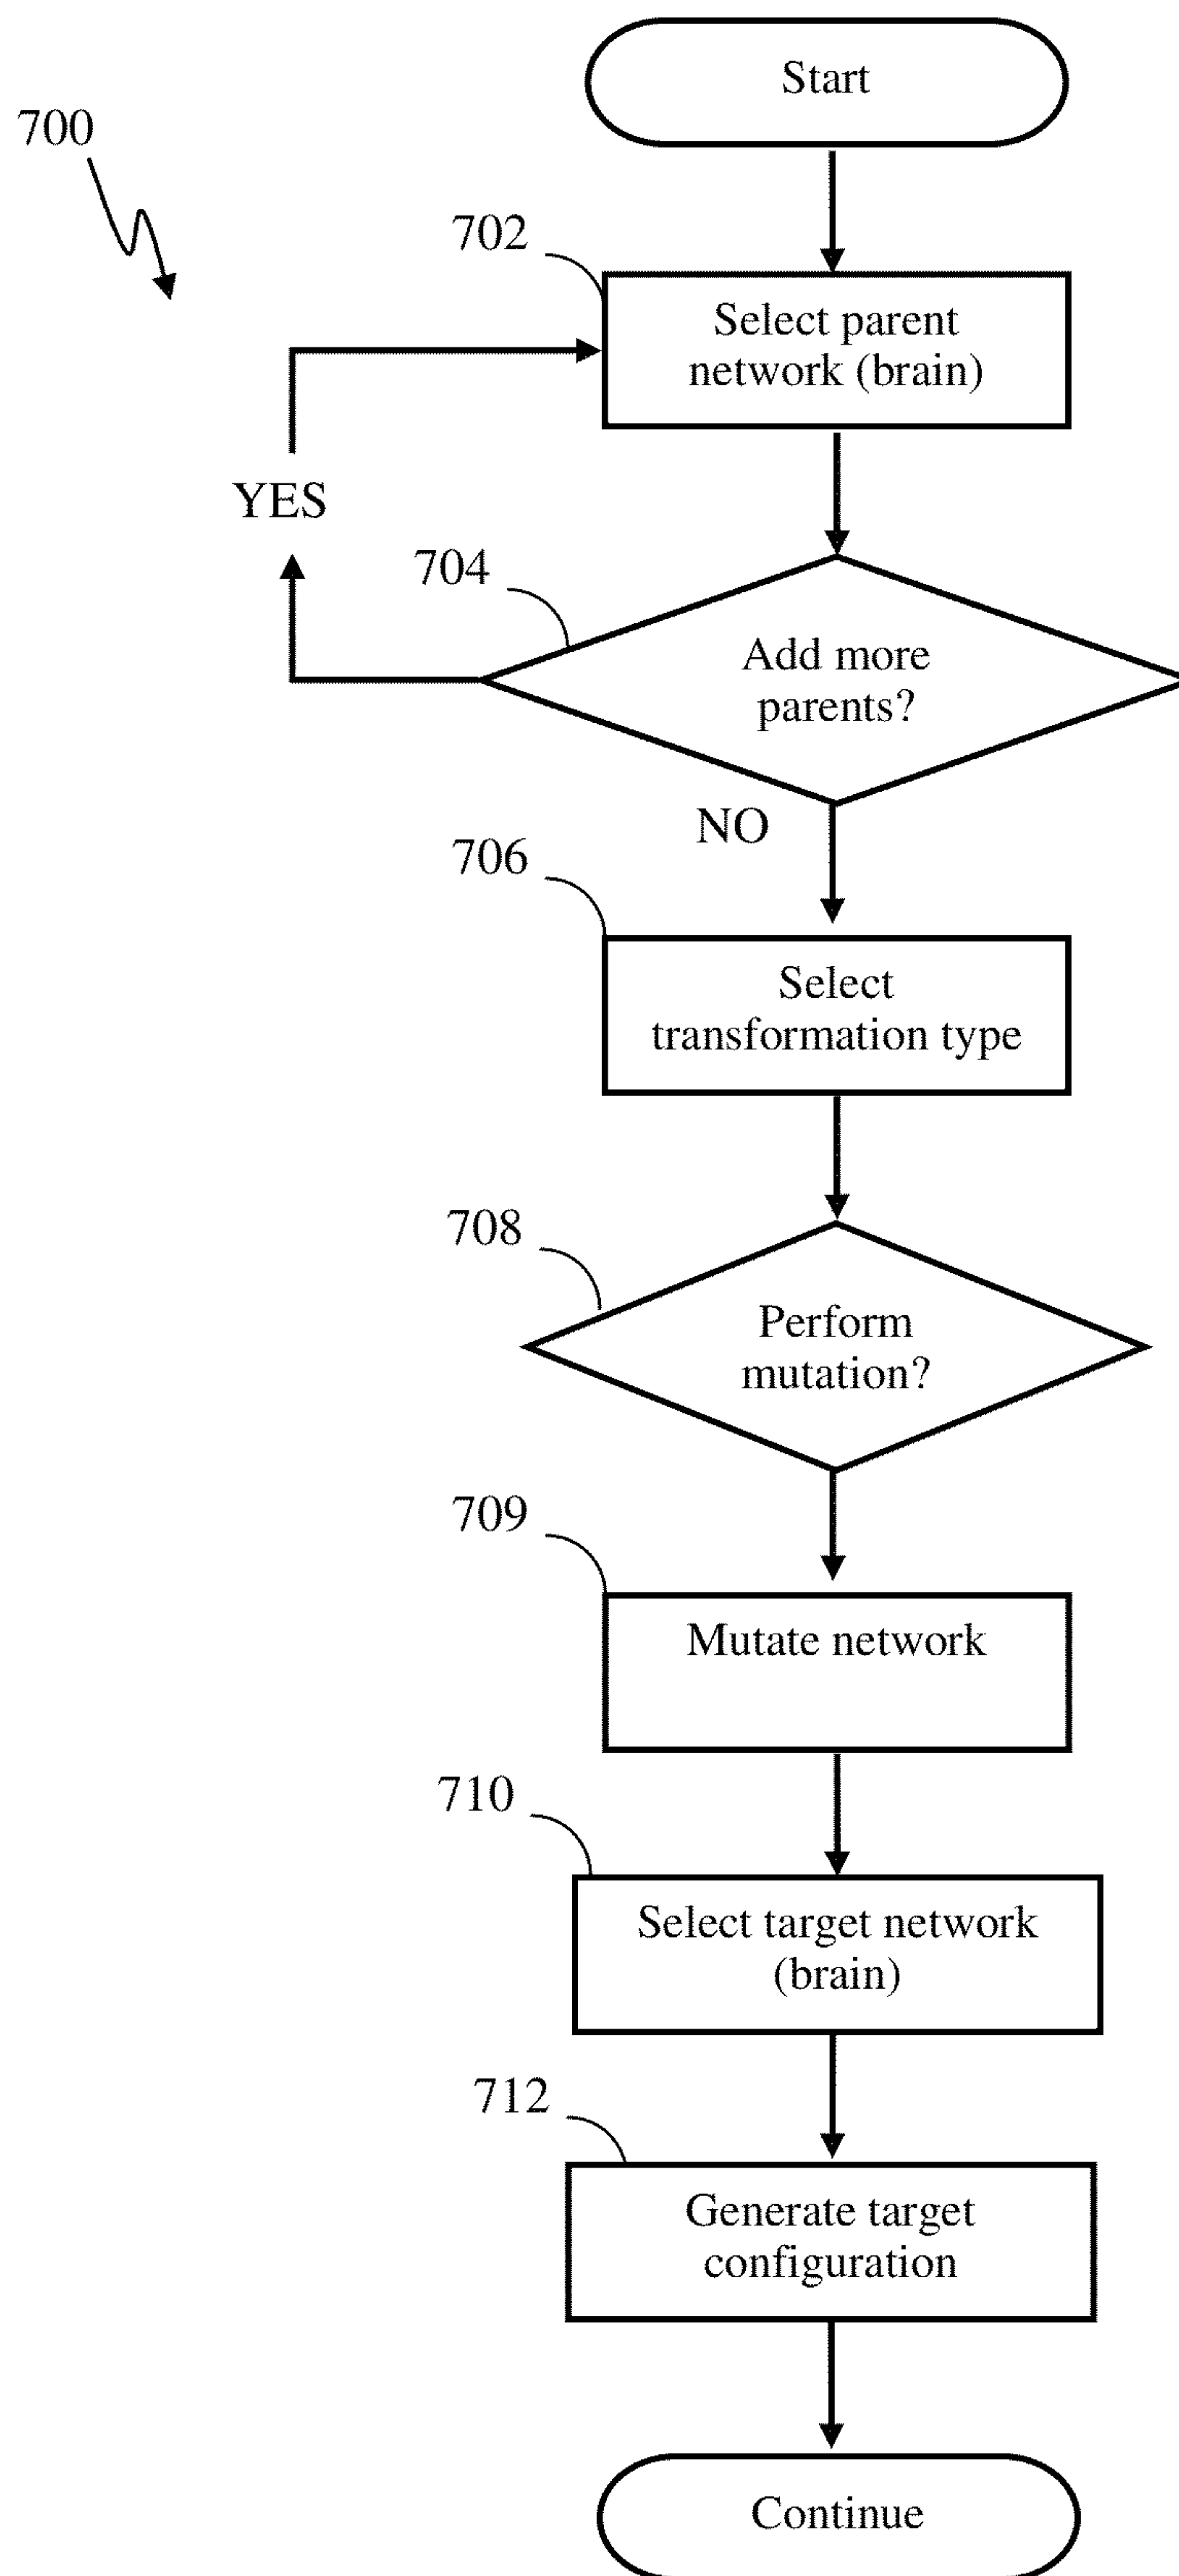 Start
700
702
Select parent
network (brain)
YES
704
Add more
parents?
NO
706
Select
transformation type
708
Perform
mutation?
709
Mutate network
710
Select target network
(brain)
712
Generate target
configuration
Continue